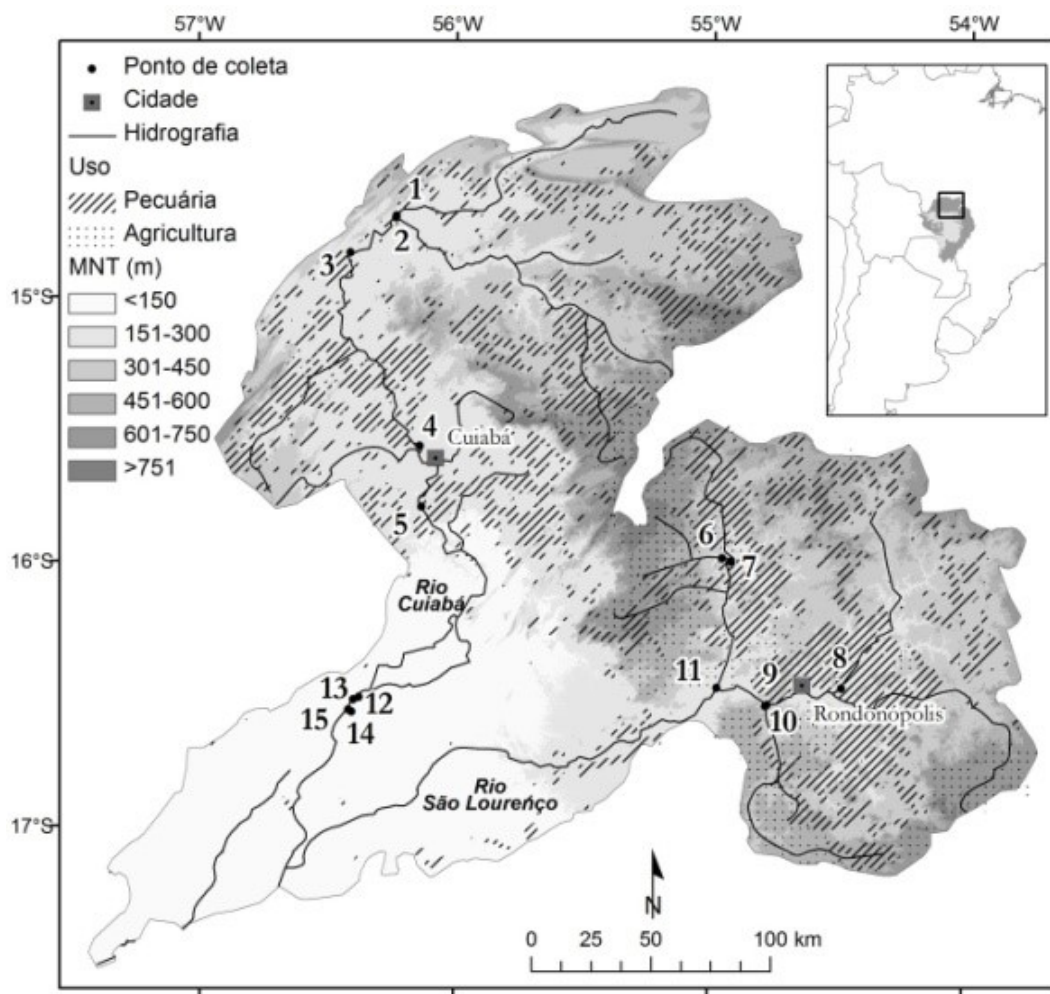 57°W 56°W 55°W 54°W
Ponto de coleta
Cidade
Hidrografia
Uso
Pecuária
Agricultura
MNT (m)
<150
151-300
301-450
451-600
601-750
>751
15°S
16°S
17°S
1
2
3
4
Cuiabá
5
6
7
Rio
Cuiabá
8
9
11
10
Rondonópolis
13
12
15
14
Rio
São Lourenço
N
0 25 50 100 km